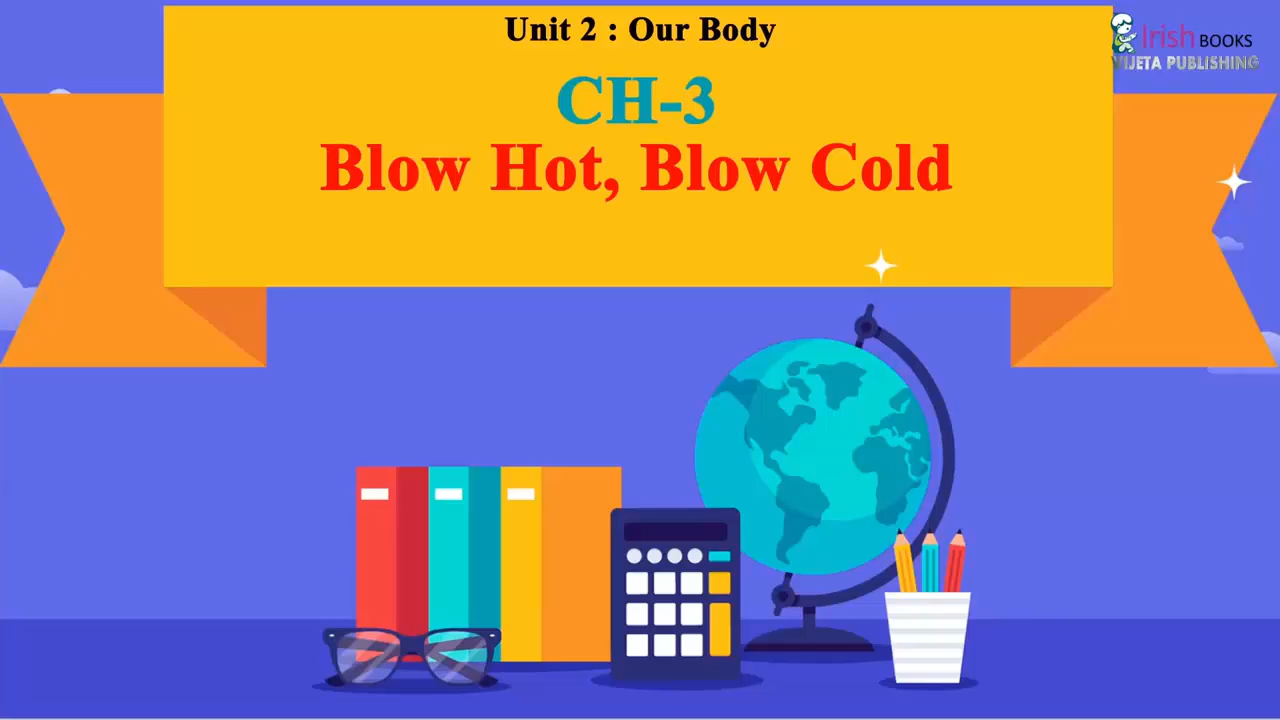 Unit 2 : Our Body
CH-3
Blow Hot, Blow Cold
Irish BOOKS
VIJETA PUBLISHING